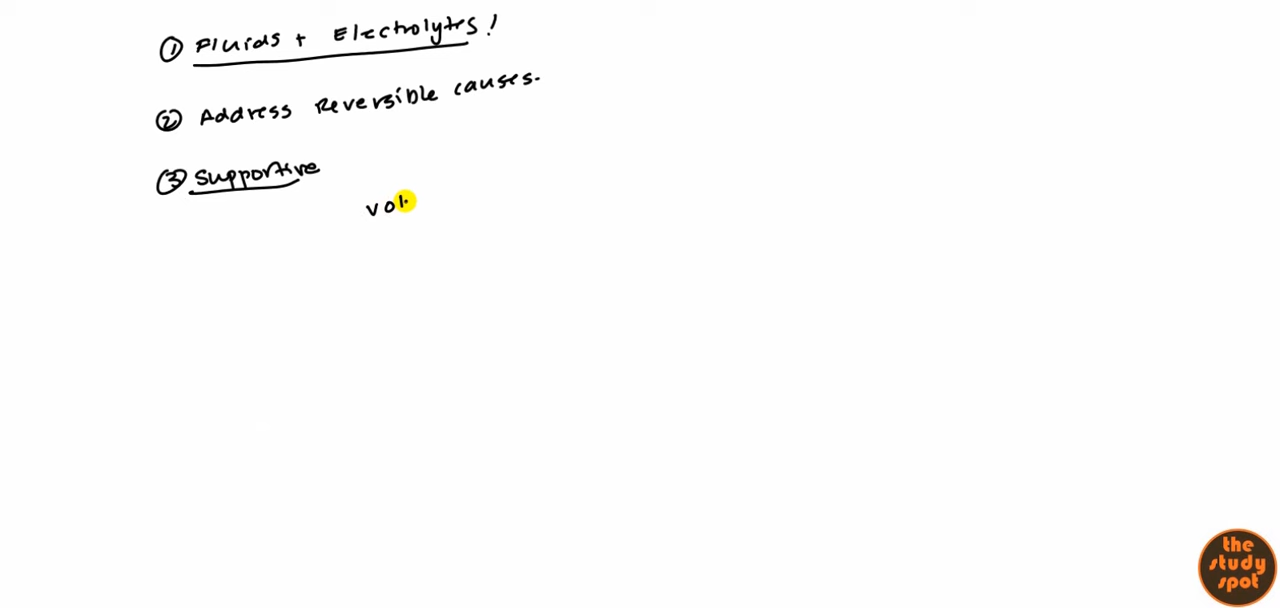 ① Fluids + Electrolytes!
② Address Reversible causes.
③ Supportive
vol
the
study
spot